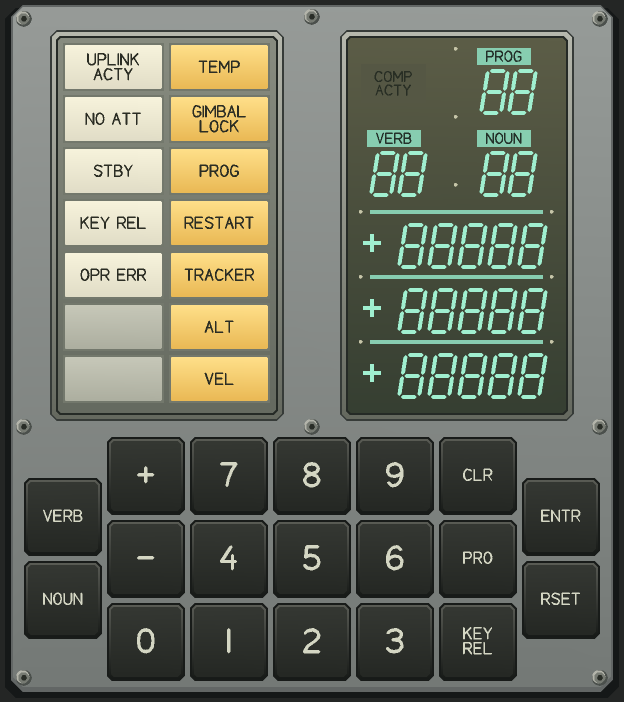 UPLINK
ACTY
TEMP
NO ATT
GIMBAL
LOCK
STBY
PROG
KEY REL
RESTART
OPR ERR
TRACKER
ALT
VEL
COMP
ACTY
PROG
88
VERB
NOUN
88
88
+88888
+88888
+88888
+
7
8
9
CLR
VERB
ENTR
-
4
5
6
PRO
NOUN
RSET
0
1
2
3
KEY
REL